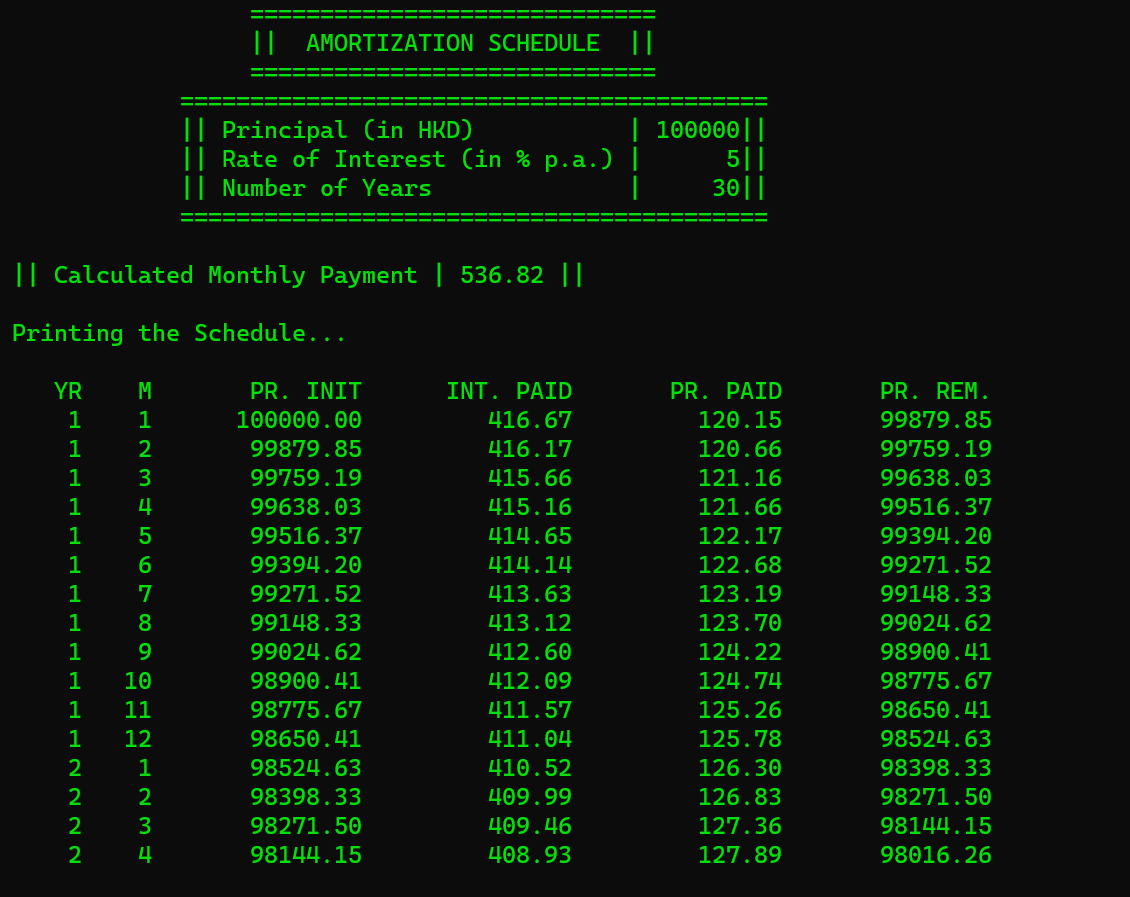 =============================
||  AMORTIZATION SCHEDULE  ||
=============================
==========================================
|| Principal (in HKD)           | 100000||
|| Rate of Interest (in % p.a.) |      5||
|| Number of Years              |     30||
==========================================
|| Calculated Monthly Payment | 536.82 ||
Printing the Schedule...
YR    M       PR. INIT      INT. PAID       PR. PAID       PR. REM.
1    1      100000.00         416.67         120.15       99879.85
1    2       99879.85         416.17         120.66       99759.19
1    3       99759.19         415.66         121.16       99638.03
1    4       99638.03         415.16         121.66       99516.37
1    5       99516.37         414.65         122.17       99394.20
1    6       99394.20         414.14         122.68       99271.52
1    7       99271.52         413.63         123.19       99148.33
1    8       99148.33         413.12         123.70       99024.62
1    9       99024.62         412.60         124.22       98900.41
1   10       98900.41         412.09         124.74       98775.67
1   11       98775.67         411.57         125.26       98650.41
1   12       98650.41         411.04         125.78       98524.63
2    1       98524.63         410.52         126.30       98398.33
2    2       98398.33         409.99         126.83       98271.50
2    3       98271.50         409.46         127.36       98144.15
2    4       98144.15         408.93         127.89       98016.26